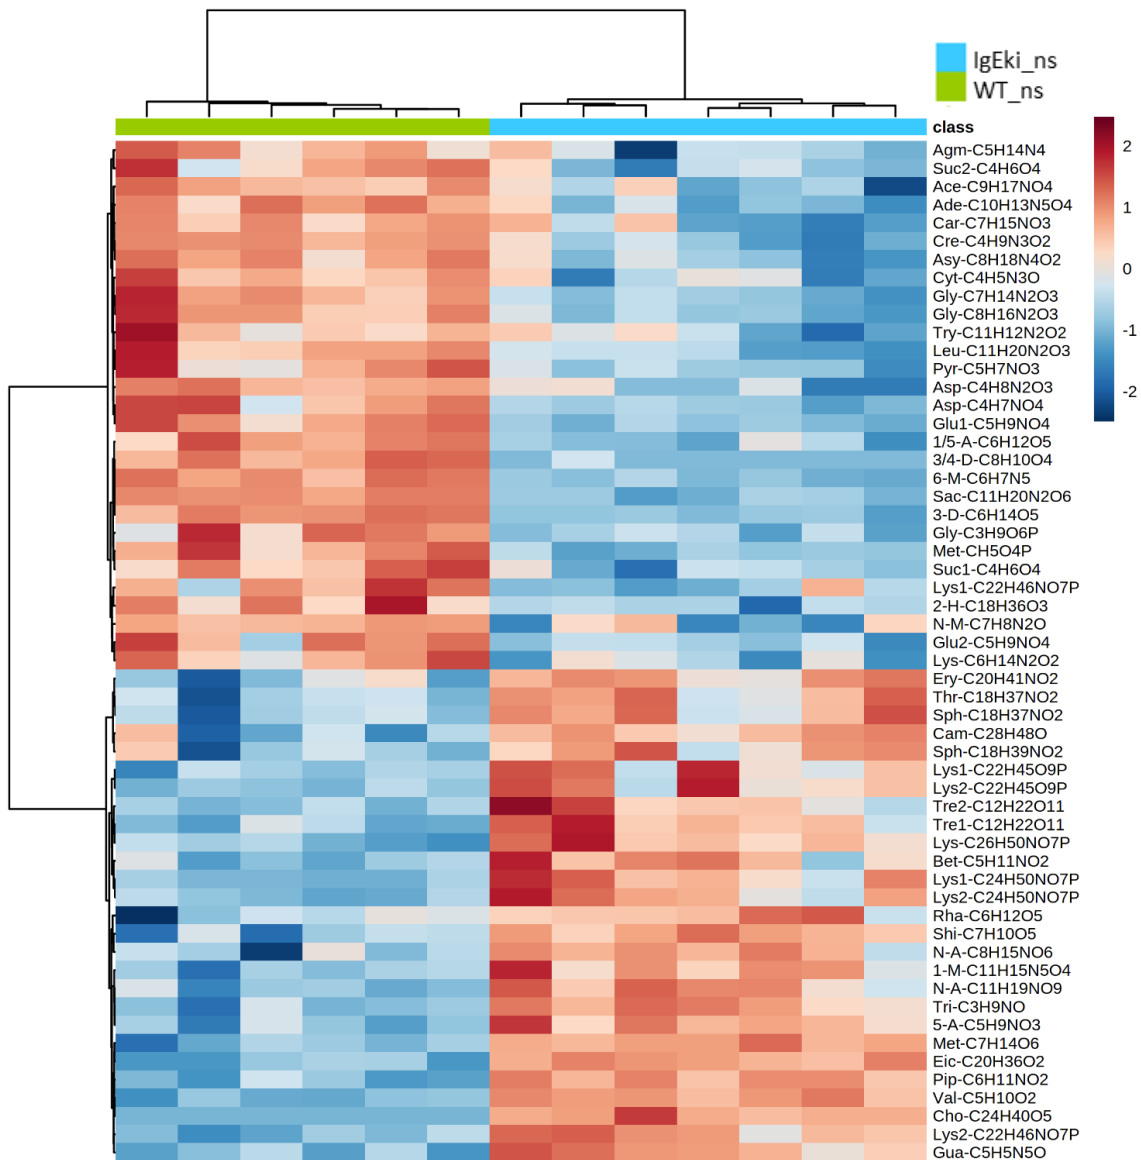 IgEki_ns
WT_ns
class
Agm-C5H14N4
Suc2-C4H6O4
Ace-C9H17NO4
Ade-C10H13N5O4
Car-C7H15NO3
Cre-C4H9N3O2
Asy-C8H18N4O2
Cyt-C4H5N3O
Gly-C7H14N2O3
Gly-C8H16N2O3
Try-C11H12N2O2
Leu-C11H20N2O3
Pyr-C5H7NO3
Asp-C4H8N2O3
Asp-C4H7NO4
Glu1-C5H9NO4
1/5-A-C6H12O5
3/4-D-C8H10O4
6-M-C6H7N5
Sac-C11H20N2O6
3-D-C6H14O5
Gly-C3H9O6P
Met-CH5O4P
Suc1-C4H6O4
Lys1-C22H46NO7P
2-H-C18H36O3
N-M-C7H8N2O
Glu2-C5H9NO4
Lys-C6H14N2O2
Ery-C20H41NO2
Thr-C18H37NO2
Sph-C18H37NO2
Cam-C28H48O
Sph-C18H39NO2
Lys1-C22H45O9P
Lys2-C22H45O9P
Tre2-C12H22O11
Tre1-C12H22O11
Lys-C26H50NO7P
Bet-C5H11NO2
Lys1-C24H50NO7P
Lys2-C24H50NO7P
Rha-C6H12O5
Shi-C7H10O5
N-A-C8H15NO6
1-M-C11H15N5O4
N-A-C11H19NO9
Tri-C3H9NO
5-A-C5H9NO3
Met-C7H14O6
Eic-C20H36O2
Pip-C6H11NO2
Val-C5H10O2
Cho-C24H40O5
Lys2-C22H46NO7P
Gua-C5H5N5O
2
1
0
-1
-2